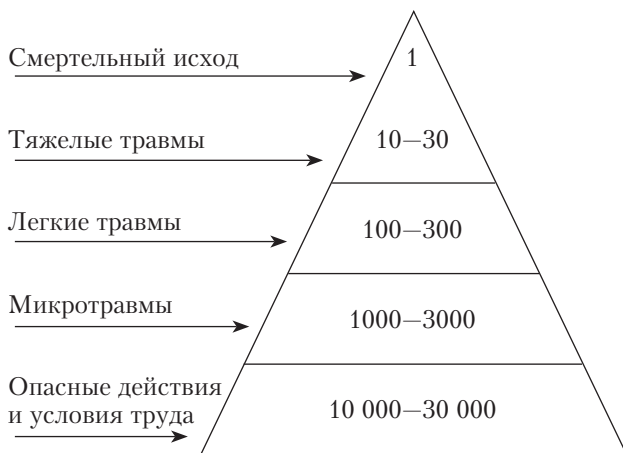 Смертельный исход
1
Тяжелые травмы
10—30
Легкие травмы
100—300
Микротравмы
1000—3000
Опасные действия
и условия труда
10 000—30 000